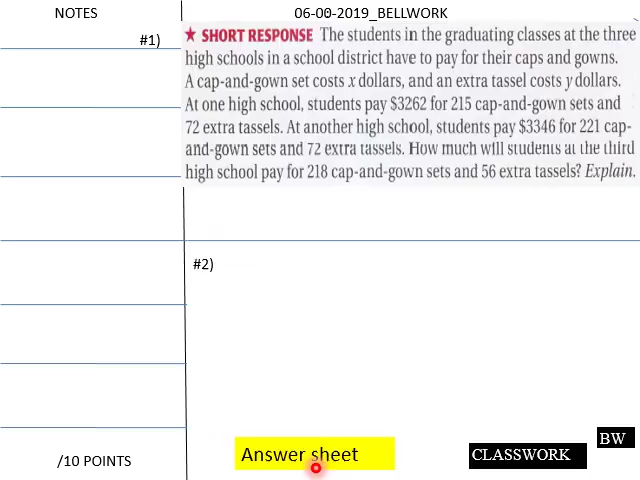 NOTES
06-00-2019_BELLWORK
#1)
★ SHORT RESPONSE The students in the graduating classes at the three
high schools in a school district have to pay for their caps and gowns.
A cap-and-gown set costs x dollars, and an extra tassel costs y dollars.
At one high school, students pay $3262 for 215 cap-and-gown sets and
72 extra tassels. At another high school, students pay $3346 for 221 cap-
and-gown sets and 72 extra tassels. How much will students at the third
high school pay for 218 cap-and-gown sets and 56 extra tassels? Explain.
#2)
/10 POINTS
Answer sheet
CLASSWORK
BW